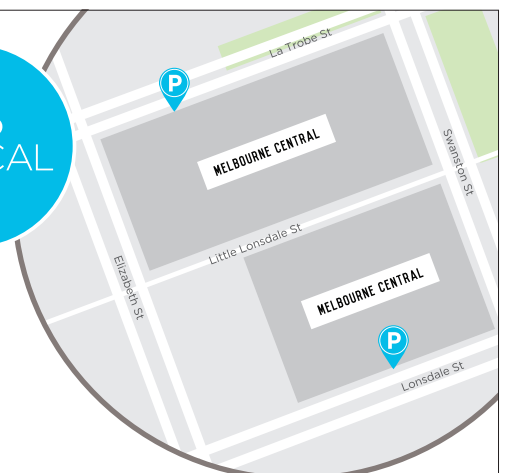 La Trobe St
P
CAL
MELBOURNE CENTRAL
Swanston St
Little Lonsdale St
Elizabeth St
MELBOURNE CENTRAL
P
Lonsdale St